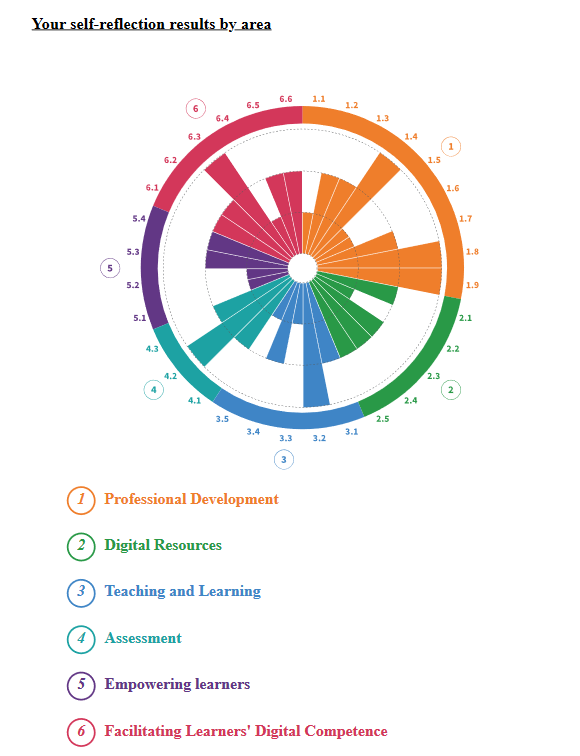 Your self-reflection results by area
6.6 1.1
6.5 1.2
6 6.4 1.3
6.3 1.4
1
6.2 1.5
6.1 1.6
5.4 1.7
5.3 1.8
5
5.2 1.9
5.1 2.1
4.3 2.2
4.2 2.3
4 2
4.1 2.4
3.5 2.5
3.4 3.3 3.2 3.1
3
1 Professional Development
2 Digital Resources
3 Teaching and Learning
4 Assessment
5 Empowering learners
6 Facilitating Learners' Digital Competence